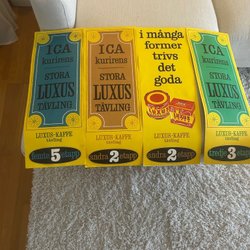 ICA
kurirens
STORA
LUXUS
TÄVLING
LUXUS-KAFFE
tävling
femte 5 etapp
ICA
kurirens
STORA
LUXUS
TÄVLING
LUXUS-KAFFE
tävling
andra 2 etapp
i många
former
trivs
det
goda
LUXUS-KAFFE
tävling
andra 2 etapp
ICA
kurirens
STORA
LUXUS
TÄVLING
LUXUS-KAFFE
tävling
tredje 3 etapp